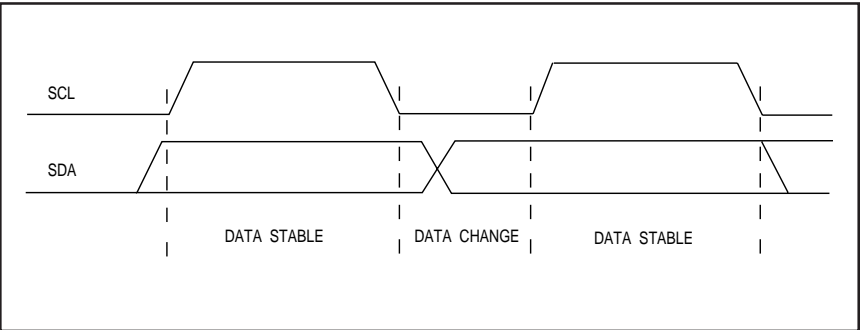 SCL
SDA
DATA STABLE
DATA CHANGE
DATA STABLE